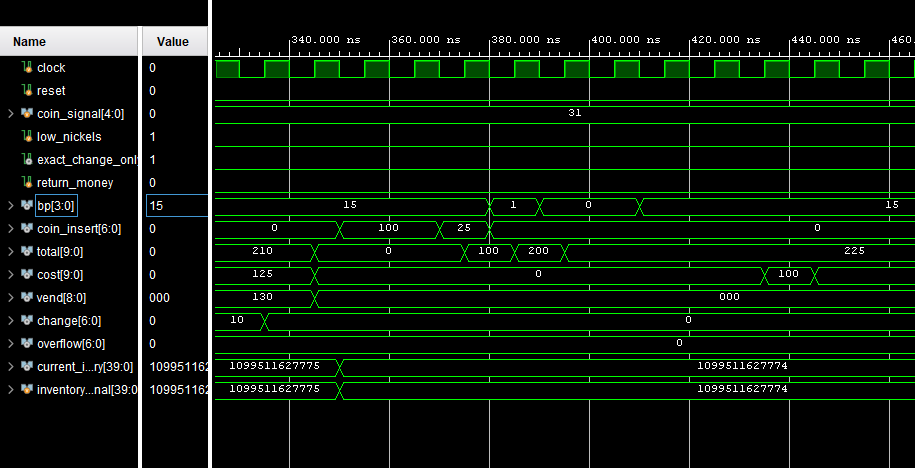 Name Value 340.000 ns 360.000 ns 380.000 ns 400.000 ns 420.000 ns 440.000 ns 460
clock 0
reset 0
coin_signal[4:0] 0 31
low_nickels 1
exact_change_onl 1
return_money 0
bp[3:0] 15 15 1 0 15
coin_insert[6:0] 0 0 100 25 0
total[9:0] 0 210 0 100 200 225
cost[9:0] 0 125 0 100
vend[8:0] 000 130 000
change[6:0] 0 10 0
overflow[6:0] 0 0
current_i...ry[39:0] 109951162 1099511627775 1099511627774
inventory...nal[39:0 109951162 1099511627775 1099511627774